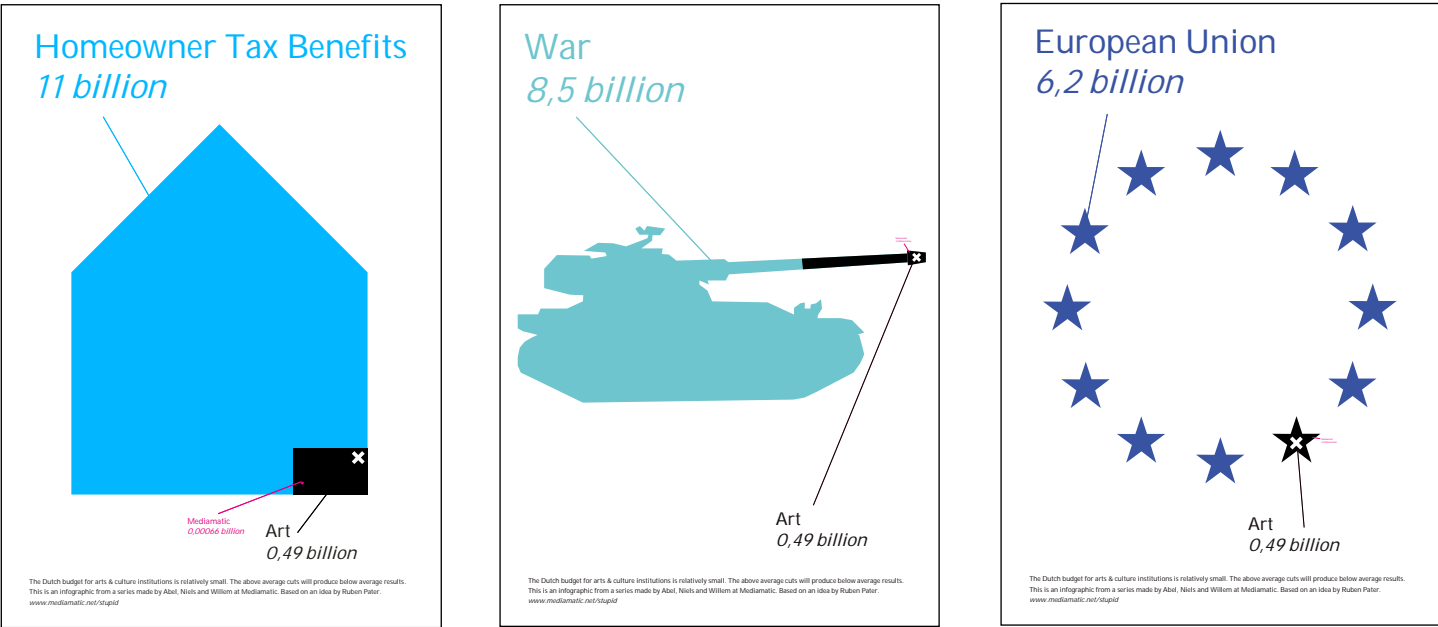 Homeowner Tax Benefits
11 billion
Mediamatic
0,00066 billion
Art
0,49 billion
The Dutch budget for arts & culture institutions is relatively small. The above average cuts will produce below average results.
This is an infographic from a series made by Abel, Niels and Willem at Mediamatic. Based on an idea by Ruben Pater.
www.mediamatic.net/stupid
War
8,5 billion
Art
0,49 billion
The Dutch budget for arts & culture institutions is relatively small. The above average cuts will produce below average results.
This is an infographic from a series made by Abel, Niels and Willem at Mediamatic. Based on an idea by Ruben Pater.
www.mediamatic.net/stupid
European Union
6,2 billion
Art
0,49 billion
The Dutch budget for arts & culture institutions is relatively small. The above average cuts will produce below average results.
This is an infographic from a series made by Abel, Niels and Willem at Mediamatic. Based on an idea by Ruben Pater.
www.mediamatic.net/stupid